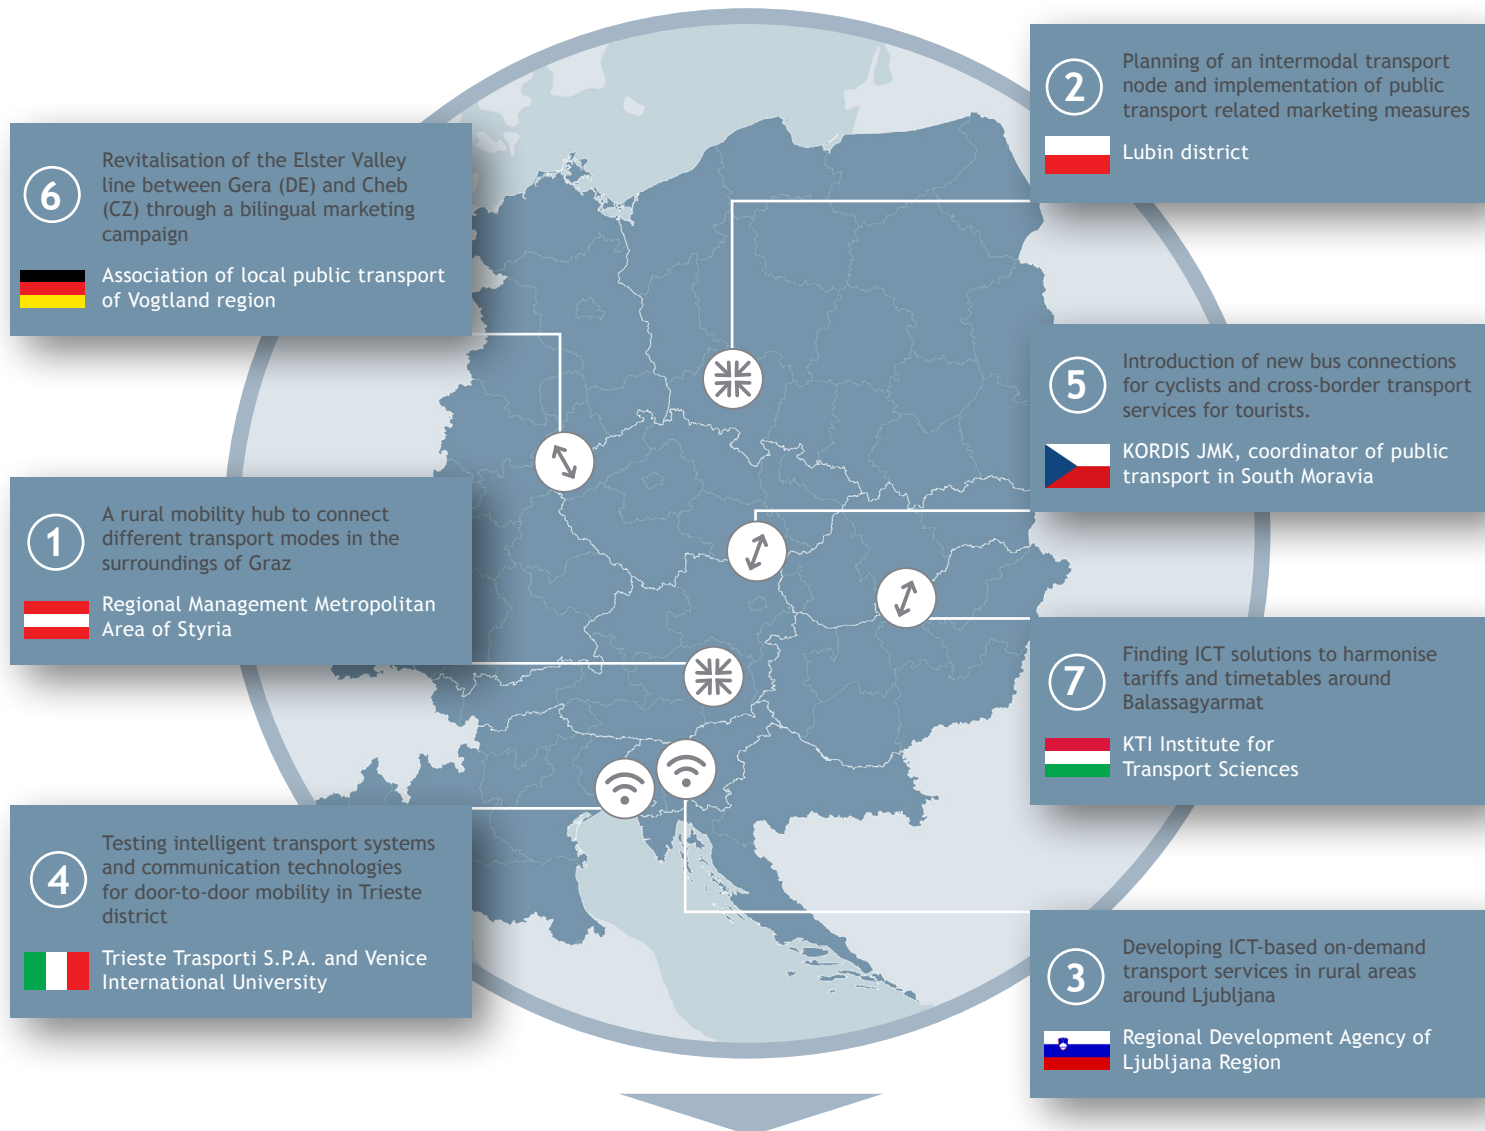 6
Revitalisation of the Elster Valley
line between Gera (DE) and Cheb
(CZ) through a bilingual marketing
campaign
Association of local public transport
of Vogtland region
1
A rural mobility hub to connect
different transport modes in the
surroundings of Graz
Regional Management Metropolitan
Area of Styria
4
Testing intelligent transport systems
and communication technologies
for door-to-door mobility in Trieste
district
Trieste Trasporti S.P.A. and Venice
International University
2
Planning of an intermodal transport
node and implementation of public
transport related marketing measures
Lubin district
5
Introduction of new bus connections
for cyclists and cross-border transport
services for tourists.
KORDIS JMK, coordinator of public
transport in South Moravia
7
Finding ICT solutions to harmonise
tariffs and timetables around
Balassagyarmat
KTI Institute for
Transport Sciences
3
Developing ICT-based on-demand
transport services in rural areas
around Ljubljana
Regional Development Agency of
Ljubljana Region